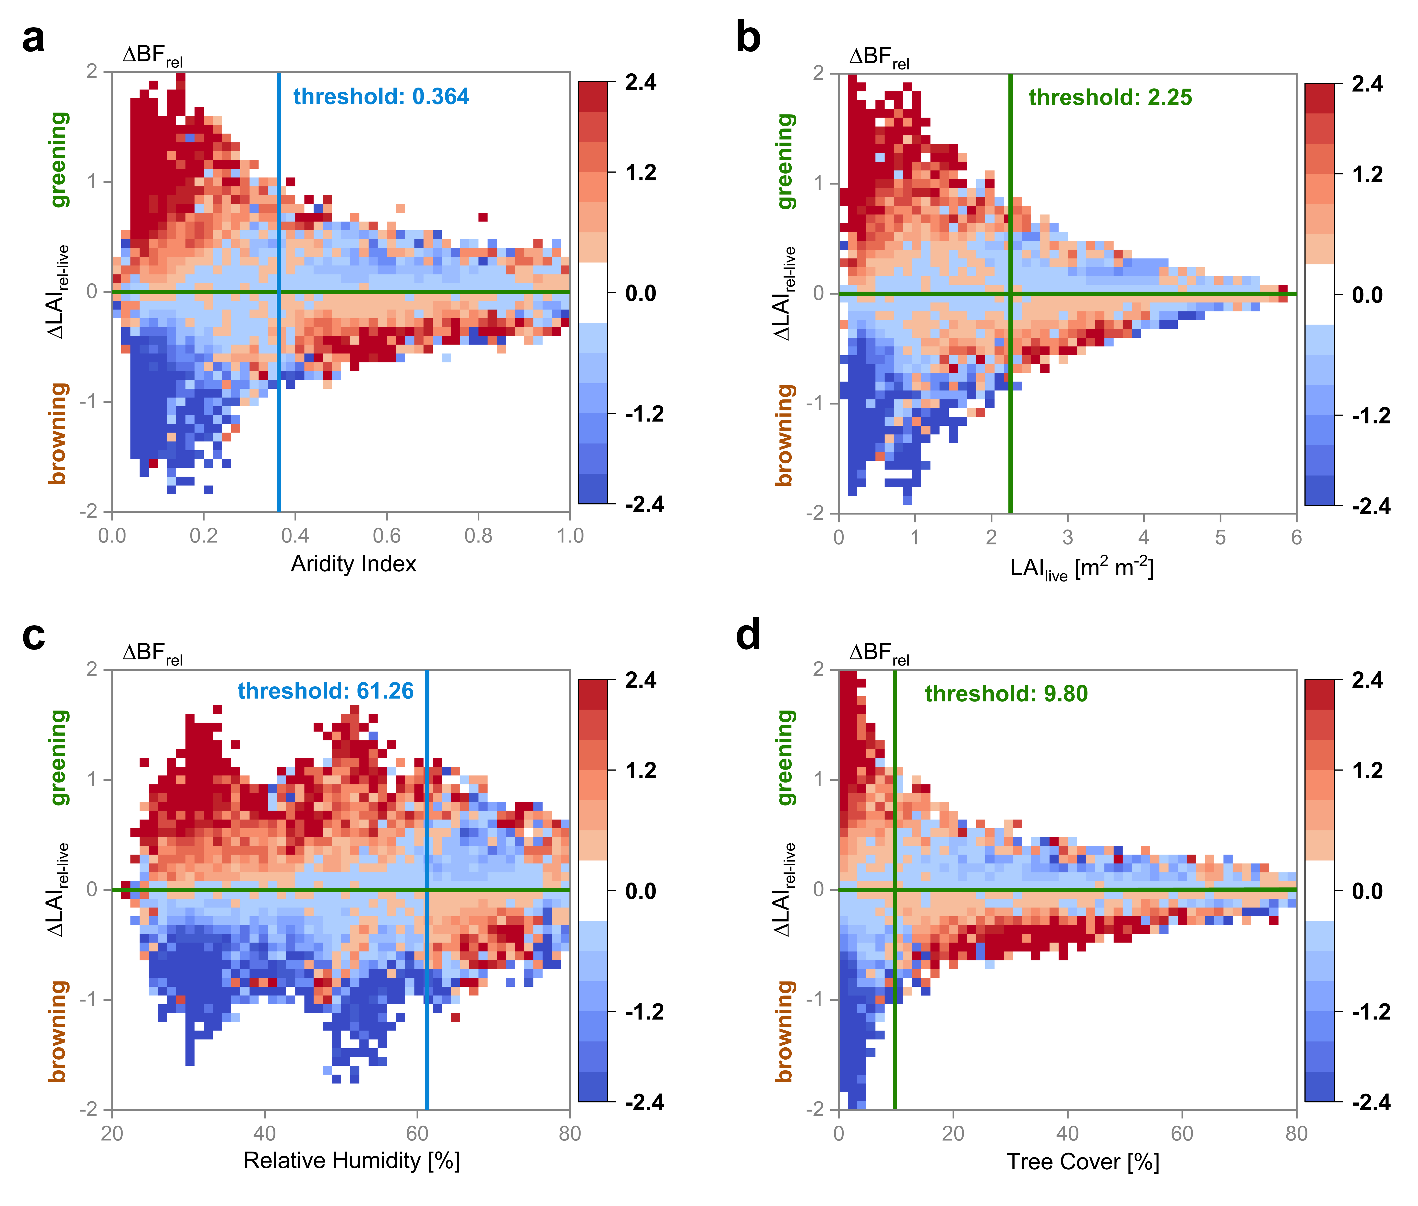 a
ΔBFrel
threshold: 0.364
greening
ΔLAIrel-live
browning
2
1
0
-1
-2
0.0 0.2 0.4 0.6 0.8 1.0
Aridity Index
2.4
1.2
0.0
-1.2
-2.4
b
ΔBFrel
threshold: 2.25
greening
ΔLAIrel-live
browning
2
1
0
-1
-2
0 1 2 3 4 5 6
LAIlive [m2 m-2]
2.4
1.2
0.0
-1.2
-2.4
c
ΔBFrel
threshold: 61.26
greening
ΔLAIrel-live
browning
2
1
0
-1
-2
20 40 60 80
Relative Humidity [%]
2.4
1.2
0.0
-1.2
-2.4
d
ΔBFrel
threshold: 9.80
greening
ΔLAIrel-live
browning
2
1
0
-1
-2
0 20 40 60 80
Tree Cover [%]
2.4
1.2
0.0
-1.2
-2.4